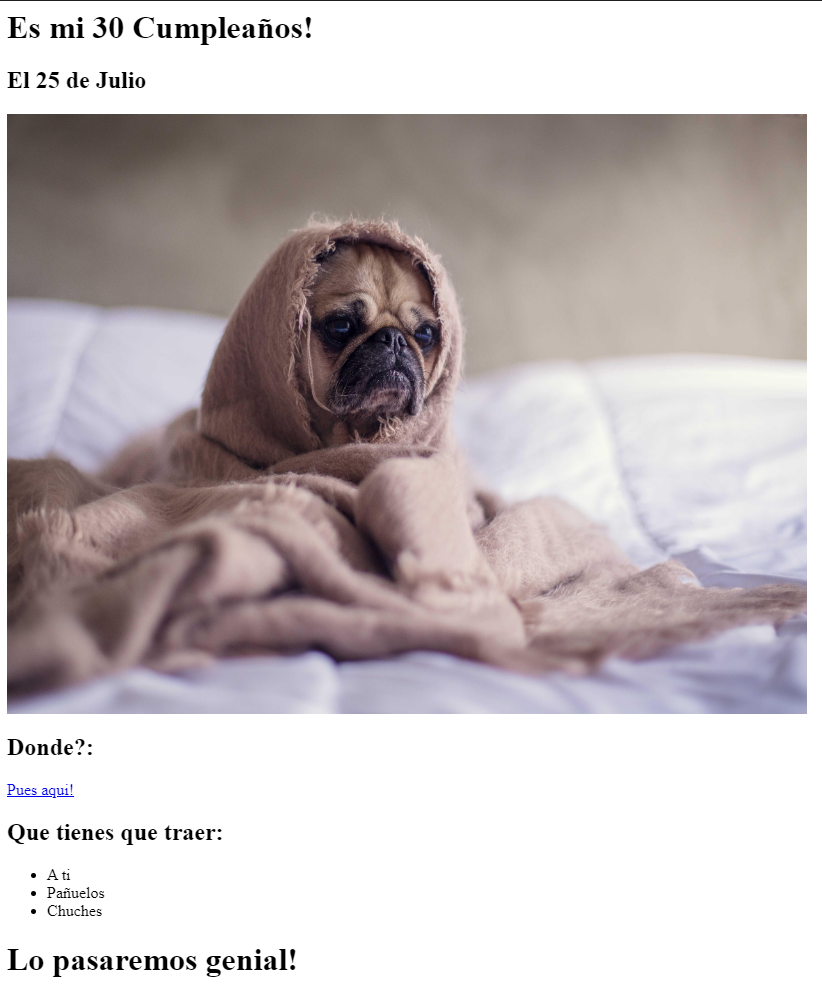 Es mi 30 Cumpleaños!
El 25 de Julio
Donde?:
Pues aqui!
Que tienes que traer:
A ti
Pañuelos
Chuches
Lo pasaremos genial!